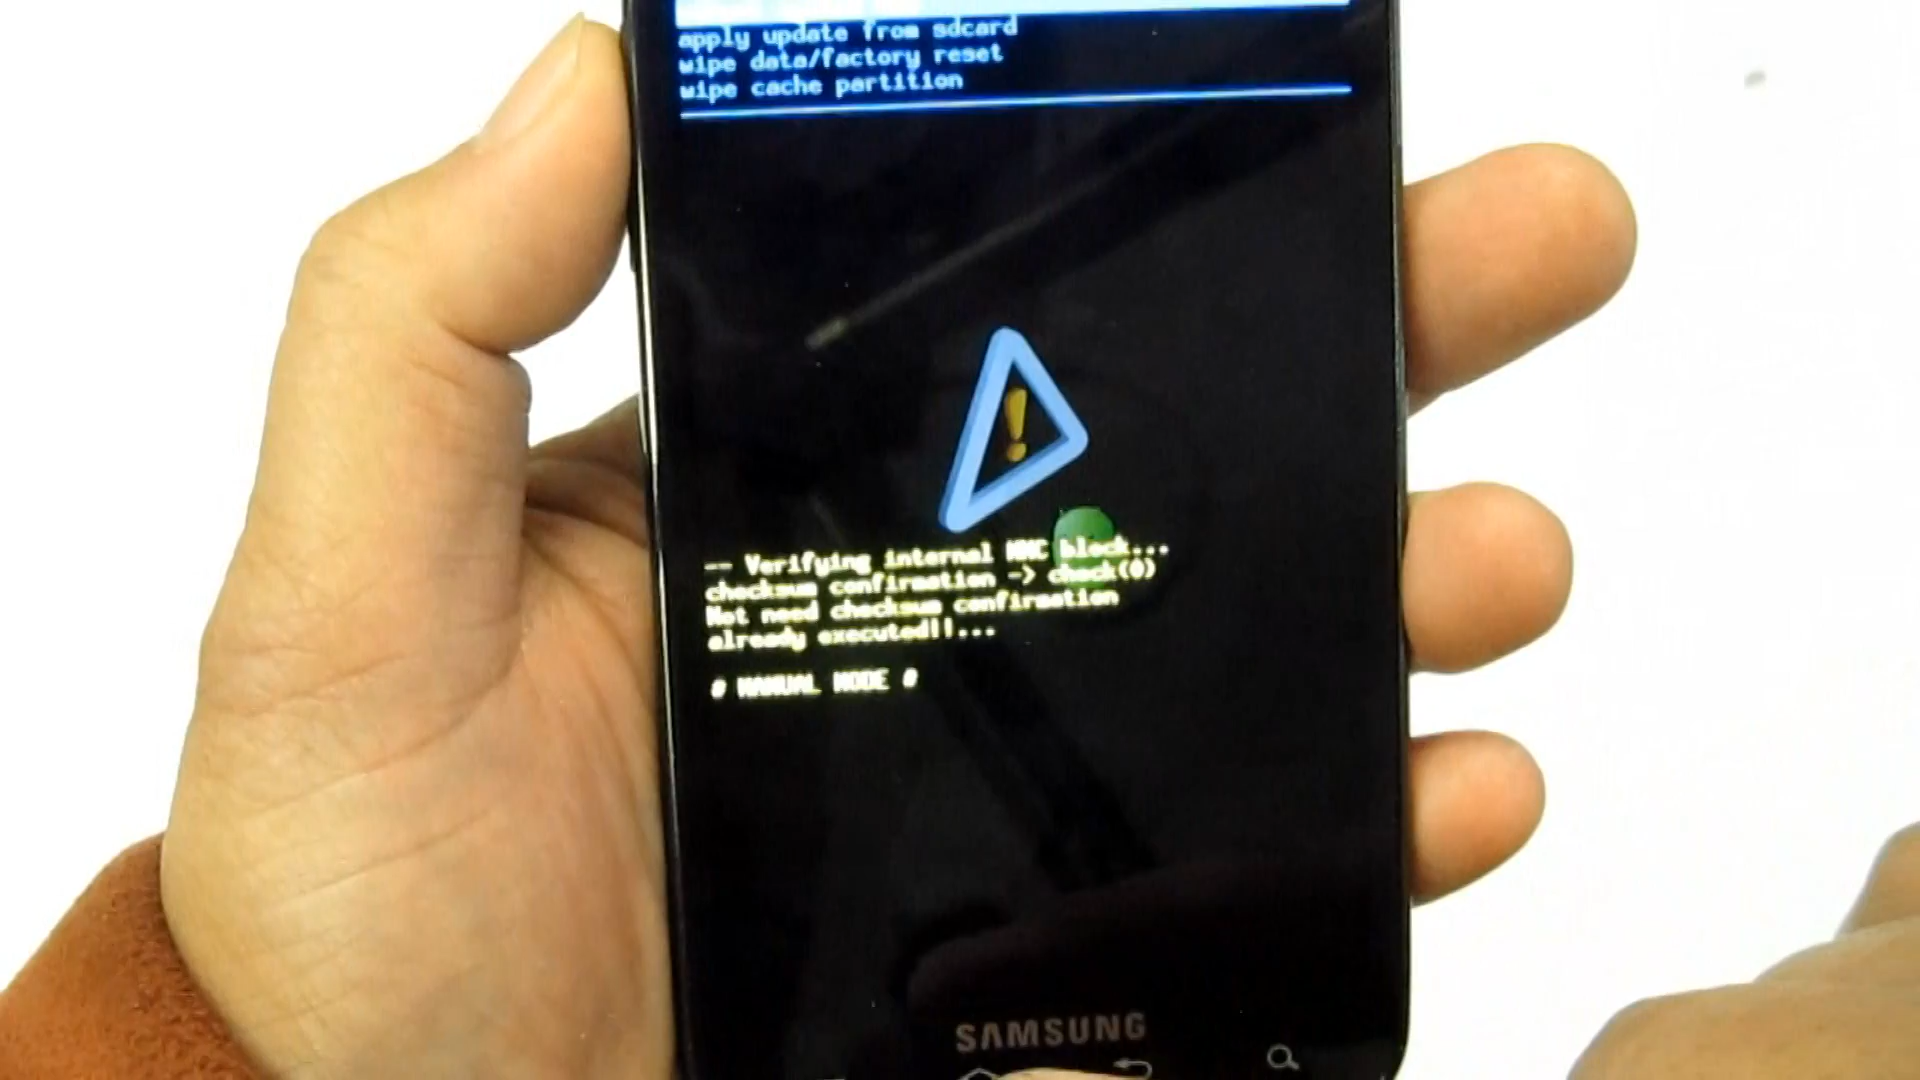 apply update from sdcard
wipe data/factory reset
wipe cache partition
-- Verifying internal MMC block...
checksum confirmation -> check(0)
Not need checksum confirmation
already executed!!...
# MANUAL MODE #
SAMSUNG